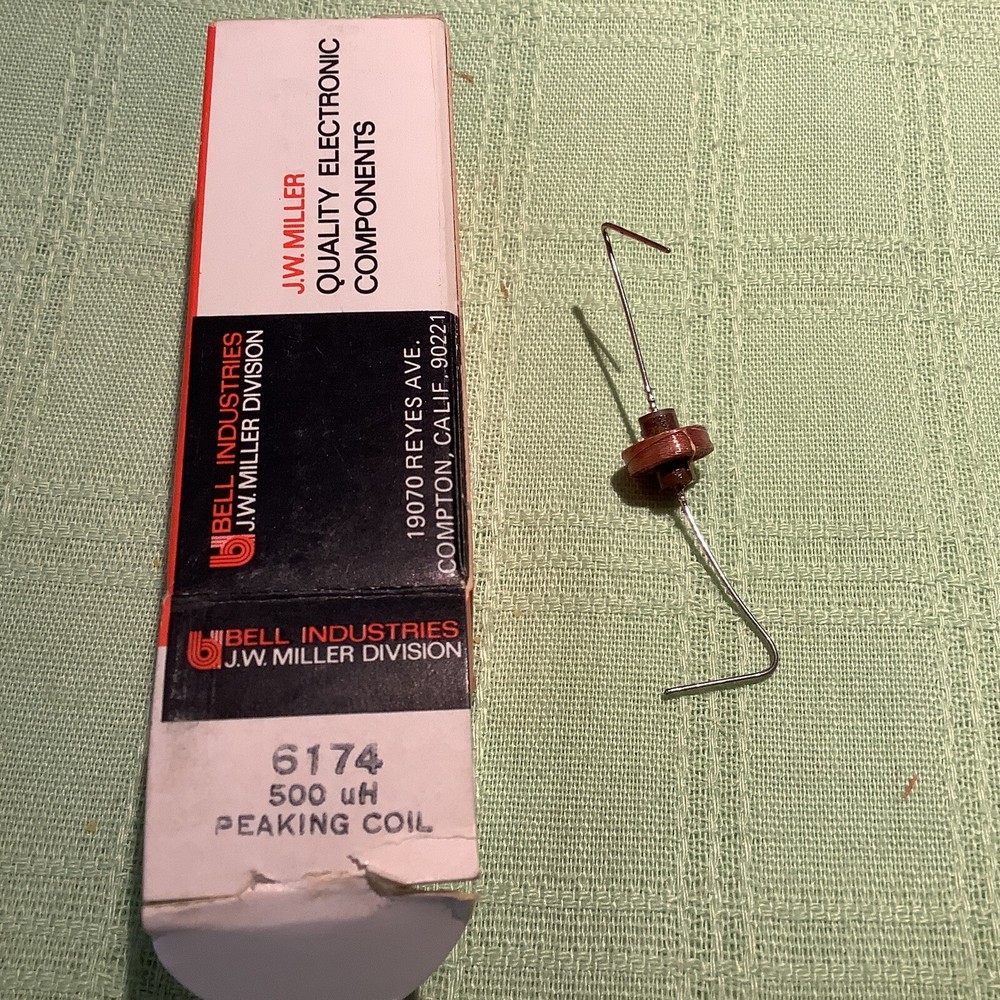 J.W. MILLER
QUALITY ELECTRONIC
COMPONENTS
BELL INDUSTRIES
J.W. MILLER DIVISION
19070 REYES AVE.
COMPTON, CALIF. 90221
BELL INDUSTRIES
J.W. MILLER DIVISION
6174
500 uH
PEAKING COIL